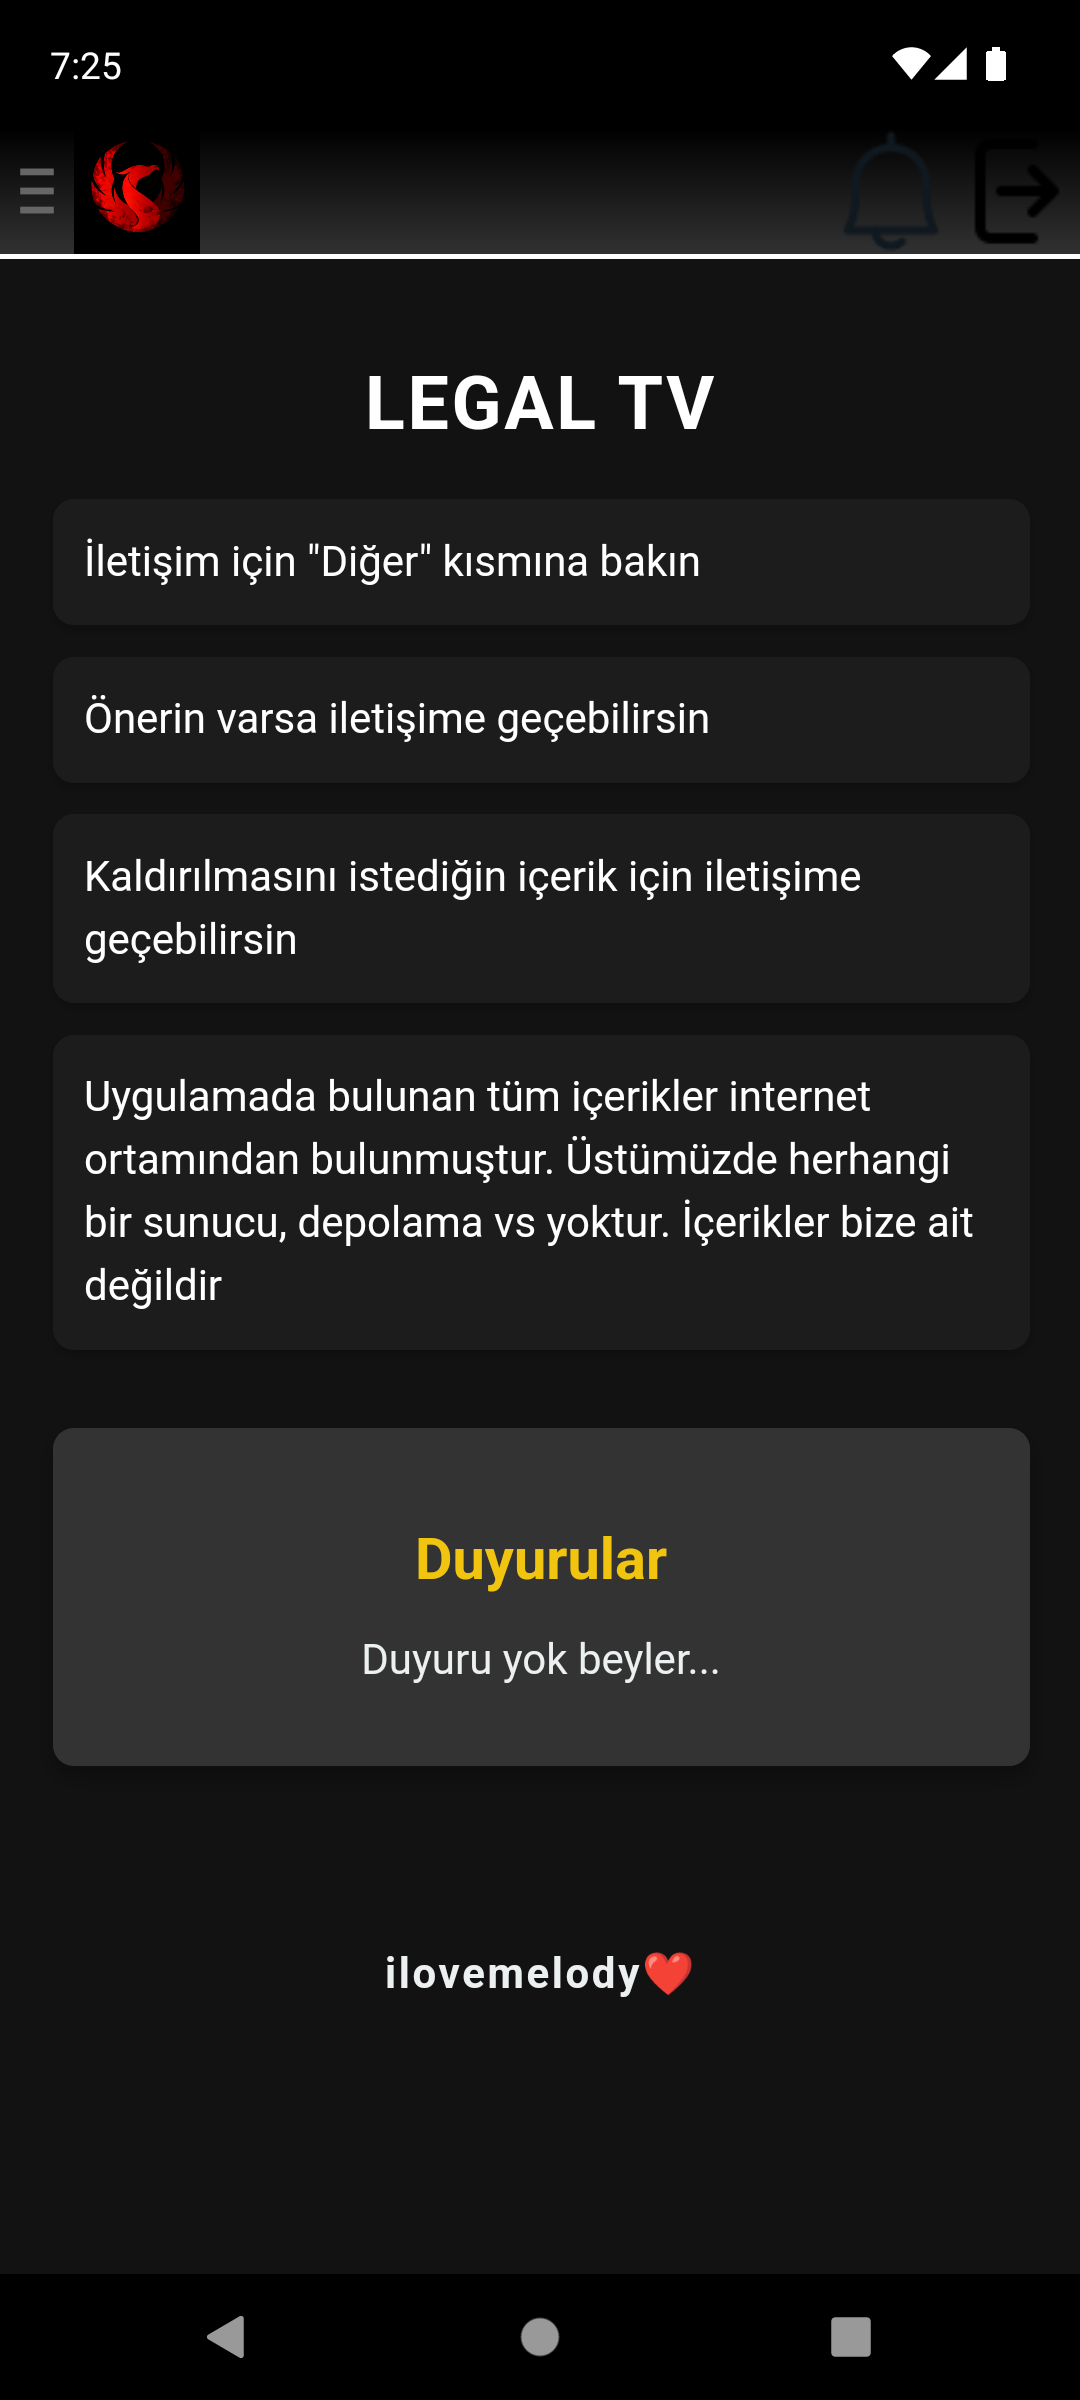 7:25
LEGAL TV
İletişim için "Diğer" kısmına bakın
Önerin varsa iletişime geçebilirsin
Kaldırılmasını istediğin içerik için iletişime
geçebilirsin
Uygulamada bulunan tüm içerikler internet
ortamından bulunmuştur. Üstümüzde herhangi
bir sunucu, depolama vs yoktur. İçerikler bize ait
değildir
Duyurular
Duyuru yok beyler...
ilovemelody❤️